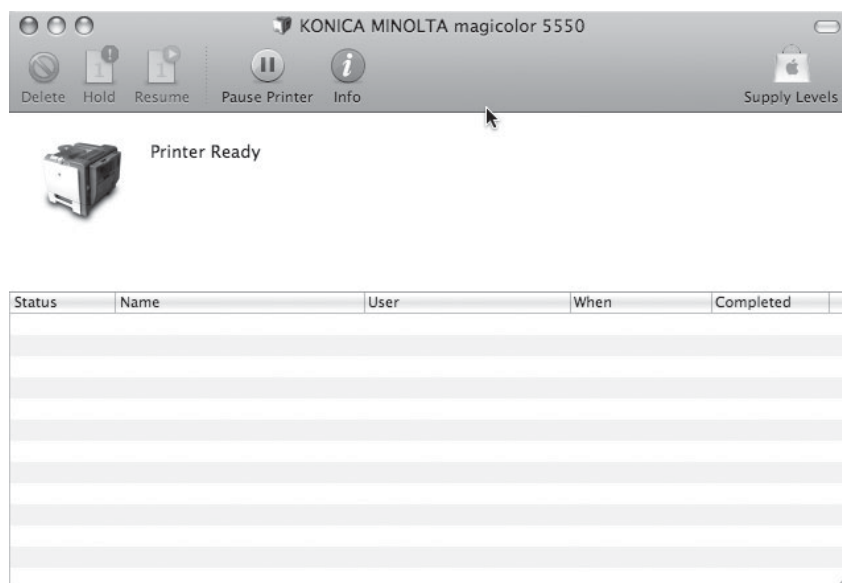 KONICA MINOLTA magicolor 5550
Delete Hold Resume Pause Printer Info Supply Levels
Printer Ready
Status Name User When Completed